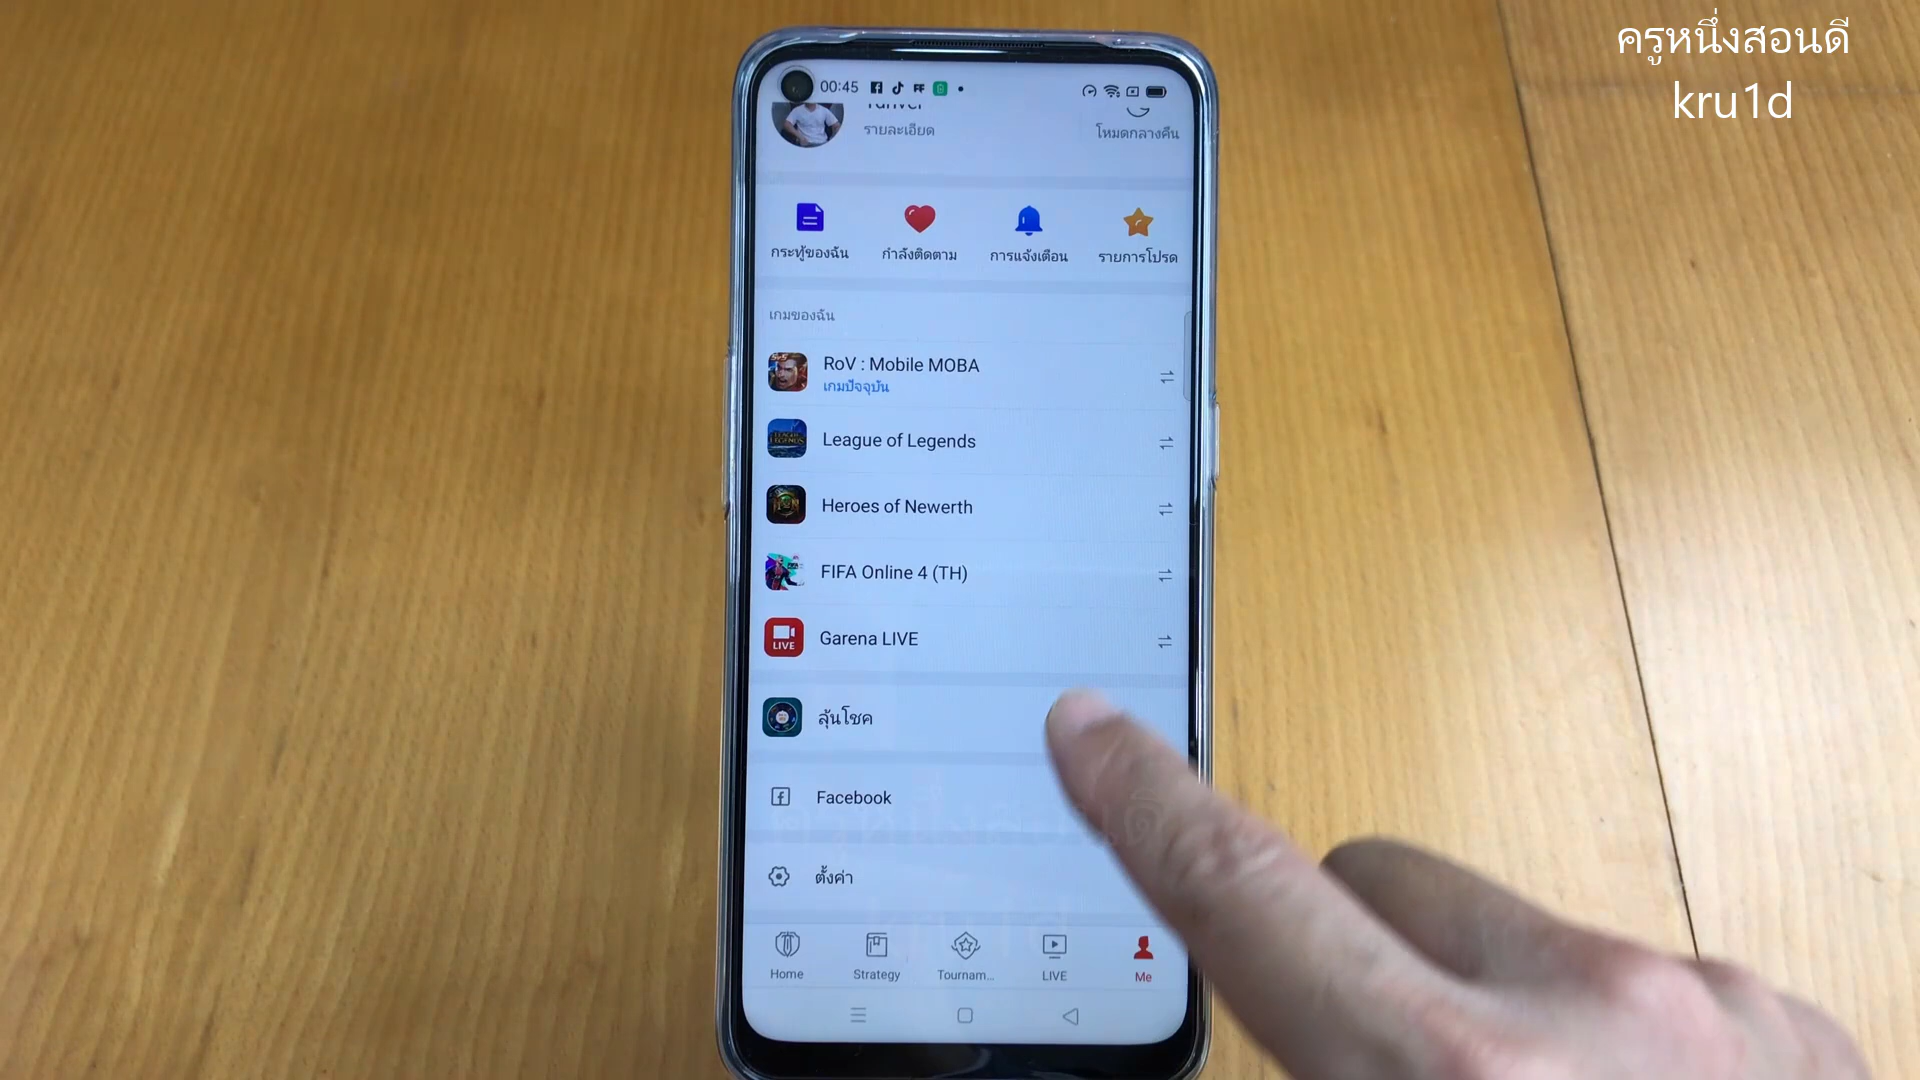 ครูหนึ่งสอนดี
kru1d
00:45
รายละเอียด
โหมดกลางคืน
กระทู้ของฉัน
กำลังติดตาม
การแจ้งเตือน
รายการโปรด
เกมของฉัน
RoV : Mobile MOBA
เกมปัจจุบัน
League of Legends
Heroes of Newerth
FIFA Online 4 (TH)
LIVE
Garena LIVE
ลุ้นโชค
Facebook
ตั้งค่า
Home
Strategy
Tournam...
LIVE
Me